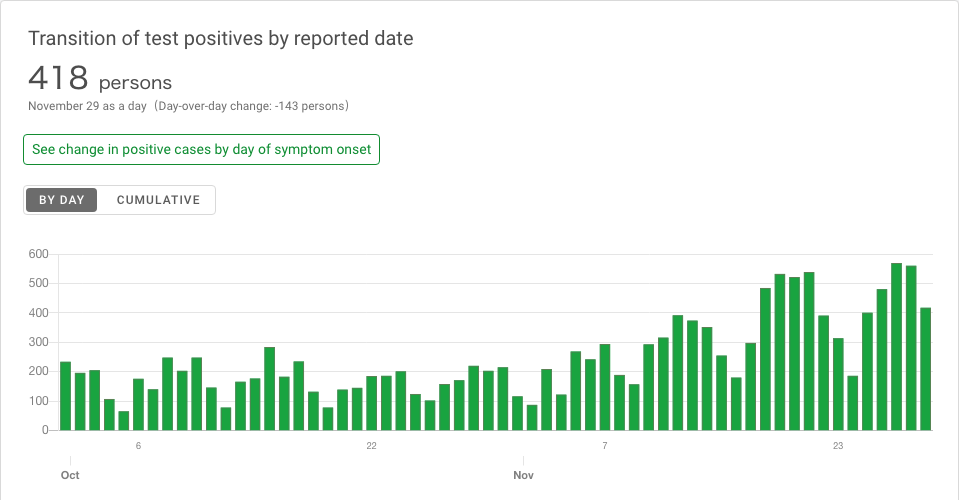 Transition of test positives by reported date
418 persons
November 29 as a day（Day-over-day change: -143 persons）
See change in positive cases by day of symptom onset
BY DAY CUMULATIVE
600
500
400
300
200
100
0
6 22 7 23
Oct Nov